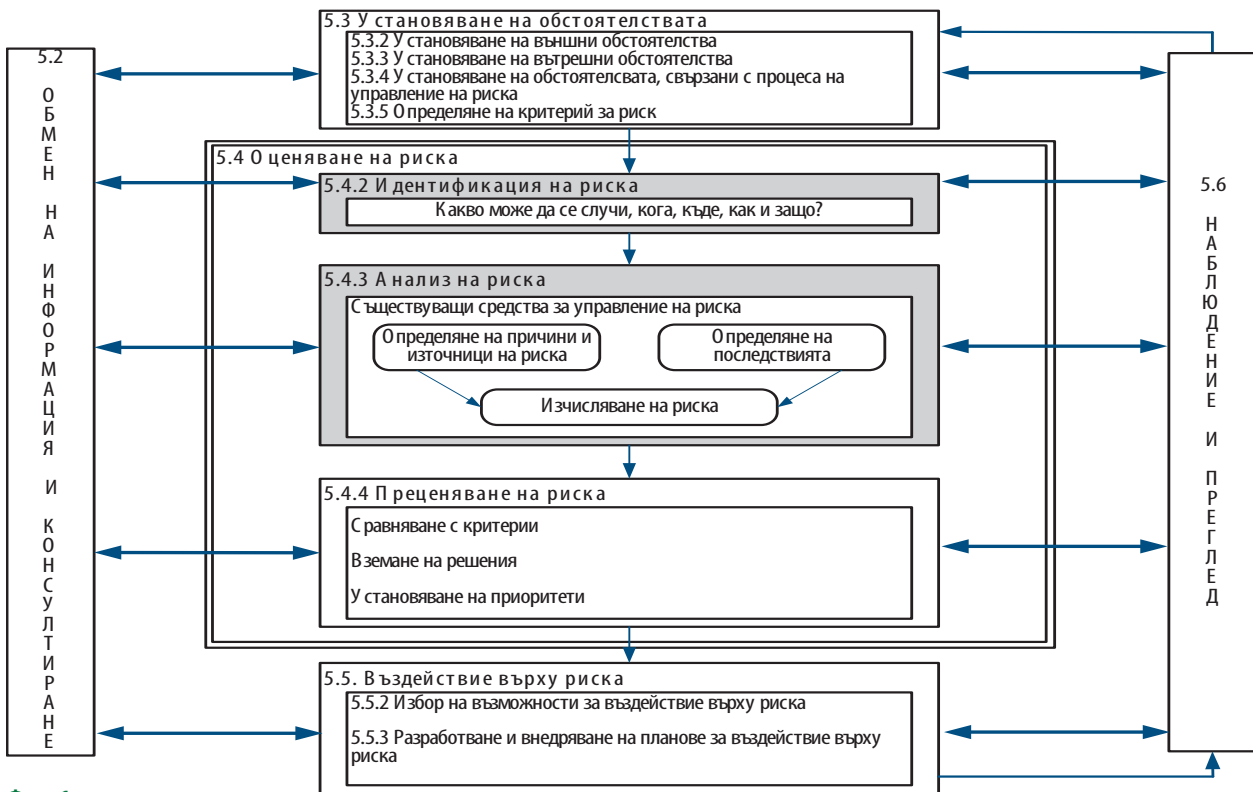 5.3 Установяване на обстоятелствата
5.3.2 Установяване на външни обстоятелства
5.3.3 Установяване на вътрешни обстоятелства
5.3.4 Установяване на обстоятелсвата, свързани с процеса на
управление на риска
5.3.5 Определяне на критерий за риск
5.2
ОБМЕН НА ИНФОРМАЦИЯ И КОНСУЛТИРАНЕ
5.4 Оценяване на риска
5.4.2 Идентификация на риска
Какво може да се случи, кога, къде, как и защо?
5.4.3 Анализ на риска
Съществуващи средства за управление на риска
Определяне на причини и
източници на риска
Определяне на
последствията
Изчисляване на риска
5.4.4 Преценяване на риска
Сравняване с критерии
Вземане на решения
Установяване на приоритети
5.5. Въздействие върху риска
5.5.2 Избор на възможности за въздействие върху риска
5.5.3 Разработване и внедряване на планове за въздействие върху
риска
5.6
НАБЛЮДЕНИЕ И ПРЕГЛЕД